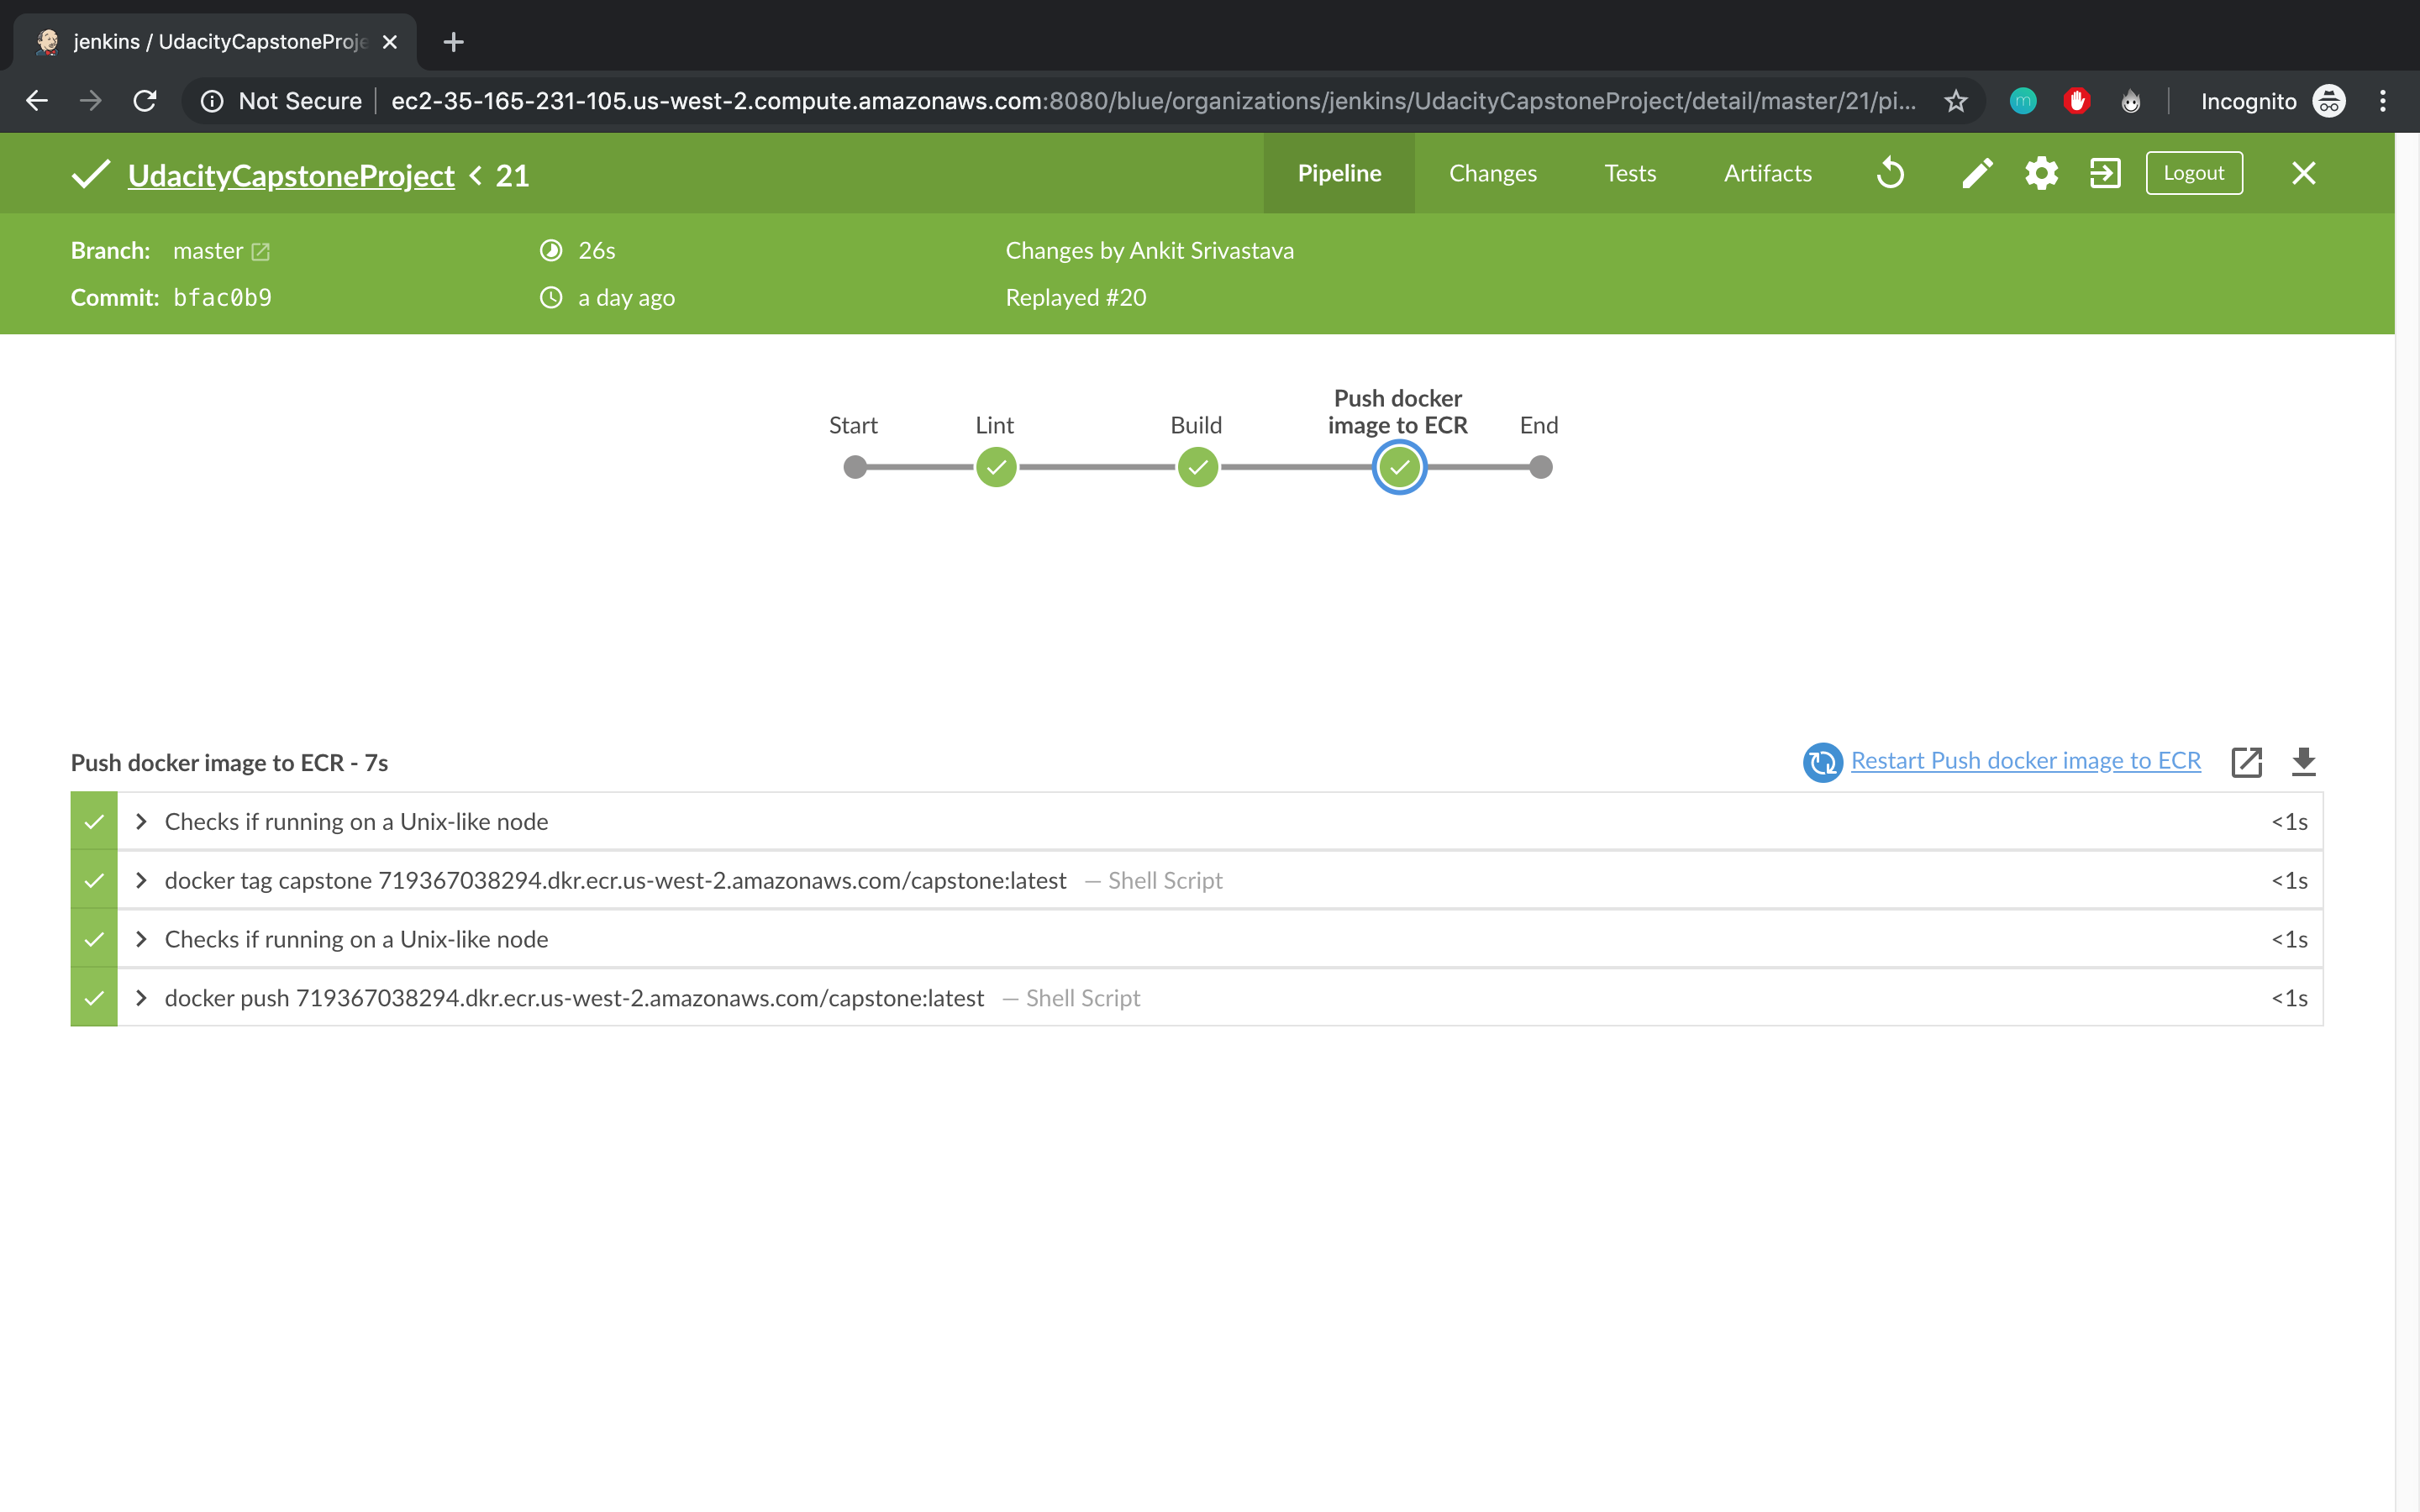 jenkins / UdacityCapstoneProje
Not Secure ec2-35-165-231-105.us-west-2.compute.amazonaws.com:8080/blue/organizations/jenkins/UdacityCapstoneProject/detail/master/21/pi... m Incognito
UdacityCapstoneProject < 21 Pipeline Changes Tests Artifacts Logout
Branch: master 26s Changes by Ankit Srivastava
Commit: bfac0b9 a day ago Replayed #20
Push docker
Start Lint Build image to ECR End
Push docker image to ECR - 7s Restart Push docker image to ECR
Checks if running on a Unix-like node <1s
docker tag capstone 719367038294.dkr.ecr.us-west-2.amazonaws.com/capstone:latest — Shell Script <1s
Checks if running on a Unix-like node <1s
docker push 719367038294.dkr.ecr.us-west-2.amazonaws.com/capstone:latest — Shell Script <1s